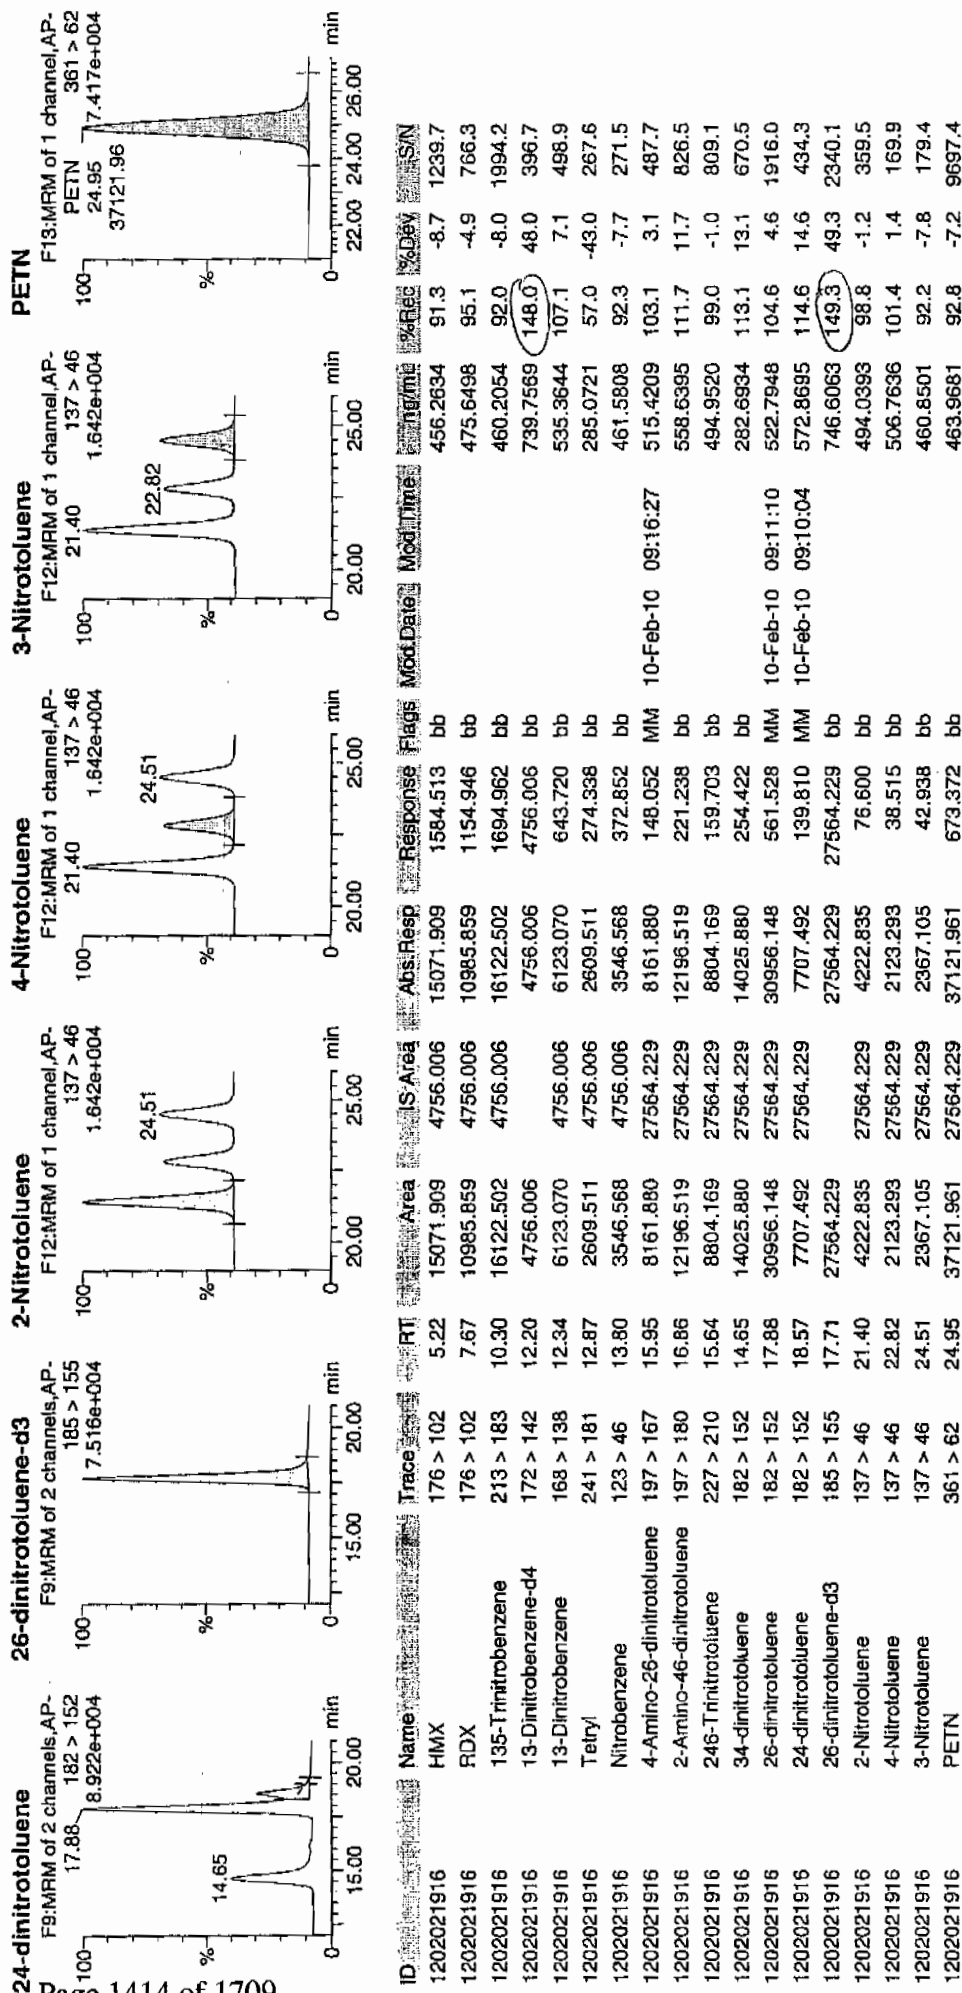 24-dinitrotoluene
F9:MRM of 2 channels,AP-
182 > 152
8.922e+004
17.88
14.65
100
%
0
15.00
20.00
min
26-dinitrotoluene-d3
F9:MRM of 2 channels,AP-
185 > 155
7.516e+004
100
%
0
15.00
20.00
min
2-Nitrotoluene
F12:MRM of 1 channel,AP-
137 > 46
1.642e+004
24.51
100
%
0
20.00
25.00
min
4-Nitrotoluene
F12:MRM of 1 channel,AP-
21.40
137 > 46
1.642e+004
24.51
100
%
0
20.00
25.00
min
3-Nitrotoluene
F12:MRM of 1 channel,AP-
21.40
137 > 46
1.642e+004
22.82
100
%
0
20.00
25.00
min
PETN
F13:MRM of 1 channel,AP-
PETN
24.95
37121.96
361 > 62
7.417e+004
100
%
0
22.00
24.00
26.00
min
ID Name Trace RT Area IS Area Abs.Resp Response Flags Mod.Date Mod.Time ng/ml %Rec %Dev S/N
1202021916 HMX 176 > 102 5.22 15071.909 4756.006 15071.909 1584.513 bb 456.2634 91.3 -8.7 1239.7
1202021916 RDX 176 > 102 7.67 10985.859 4756.006 10985.859 1154.946 bb 475.6498 95.1 -4.9 766.3
1202021916 135-Trinitrobenzene 213 > 183 10.30 16122.502 4756.006 16122.502 1694.962 bb 460.2054 92.0 -8.0 1994.2
1202021916 13-Dinitrobenzene-d4 172 > 142 12.20 4756.006 4756.006 4756.006 bb 739.7569 148.0 48.0 396.7
1202021916 13-Dinitrobenzene 168 > 138 12.34 6123.070 4756.006 6123.070 643.720 bb 535.3644 107.1 7.1 498.9
1202021916 Tetryl 241 > 181 12.87 2609.511 4756.006 2609.511 274.338 bb 285.0721 57.0 -43.0 267.6
1202021916 Nitrobenzene 123 > 46 13.80 3546.568 4756.006 3546.568 372.852 bb 461.5808 92.3 -7.7 271.5
1202021916 4-Amino-26-dinitrotoluene 197 > 167 15.95 8161.880 27564.229 8161.880 148.052 MM 10-Feb-10 09:16:27 515.4209 103.1 3.1 487.7
1202021916 2-Amino-46-dinitrotoluene 197 > 180 16.86 12196.519 27564.229 12196.519 221.238 bb 558.6395 111.7 11.7 826.5
1202021916 246-Trinitrotoluene 227 > 210 15.64 8804.169 27564.229 8804.169 159.703 bb 494.9520 99.0 -1.0 809.1
1202021916 34-dinitrotoluene 182 > 152 14.65 14025.880 27564.229 14025.880 254.422 bb 282.6934 113.1 13.1 670.5
1202021916 26-dinitrotoluene 182 > 152 17.88 30956.148 27564.229 30956.148 561.528 MM 10-Feb-10 09:11:10 522.7948 104.6 4.6 1916.0
1202021916 24-dinitrotoluene 182 > 152 18.57 7707.492 27564.229 7707.492 139.810 MM 10-Feb-10 09:10:04 572.8695 114.6 14.6 434.3
1202021916 26-dinitrotoluene-d3 185 > 155 17.71 27564.229 27564.229 27564.229 bb 746.6063 149.3 49.3 2340.1
1202021916 2-Nitrotoluene 137 > 46 21.40 4222.835 27564.229 4222.835 76.600 bb 494.0393 98.8 -1.2 359.5
1202021916 4-Nitrotoluene 137 > 46 22.82 2123.293 27564.229 2123.293 38.515 bb 506.7636 101.4 1.4 169.9
1202021916 3-Nitrotoluene 137 > 46 24.51 2367.105 27564.229 2367.105 42.938 bb 460.8501 92.2 -7.8 179.4
1202021916 PETN 361 > 62 24.95 37121.961 27564.229 37121.961 673.372 bb 463.9681 92.8 -7.2 9697.4
Page 1414 of 1709